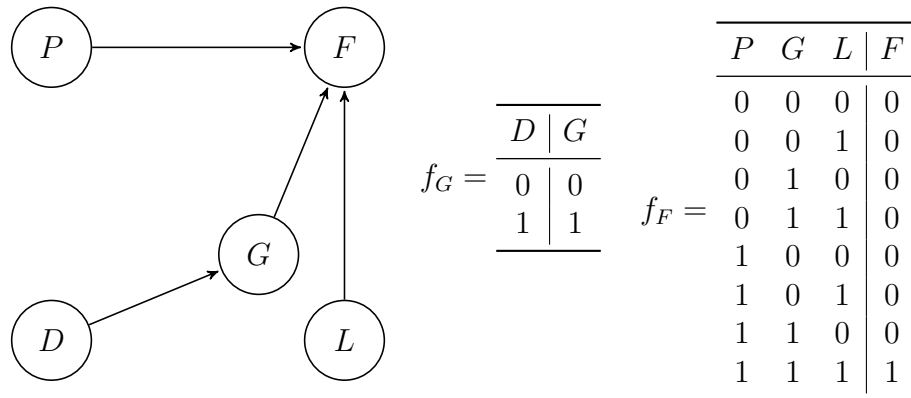 P F
G
D L
f_G =
D G
0 0
1 1
f_F =
P G L F
0 0 0 0
0 0 1 0
0 1 0 0
0 1 1 0
1 0 0 0
1 0 1 0
1 1 0 0
1 1 1 1